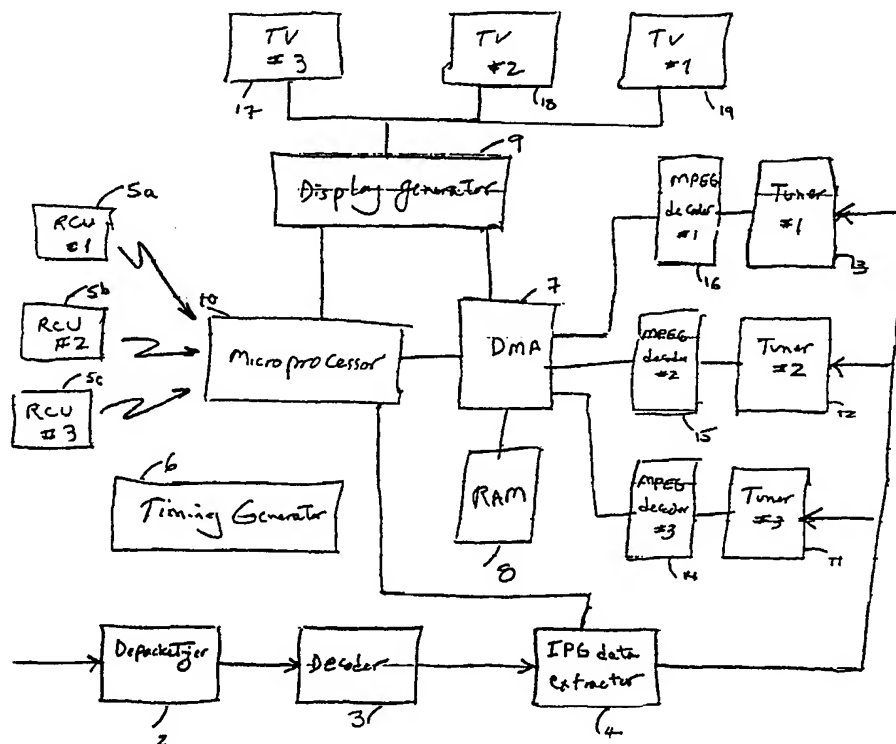 TV
#3
17
TV
#2
18
TV
#1
19
9
Display generator
5a
RCU
#1
5b
RCU
#2
5c
RCU
#3
10
Microprocessor
7
DMA
MPEG
decoder
#1
16
Tuner
#1
13
MPEG
decoder
#2
15
Tuner
#2
12
MPEG
decoder
#3
14
Tuner
#3
11
6
Timing Generator
RAM
8
Depacketizer
2
Decoder
3
IPG data
extractor
4